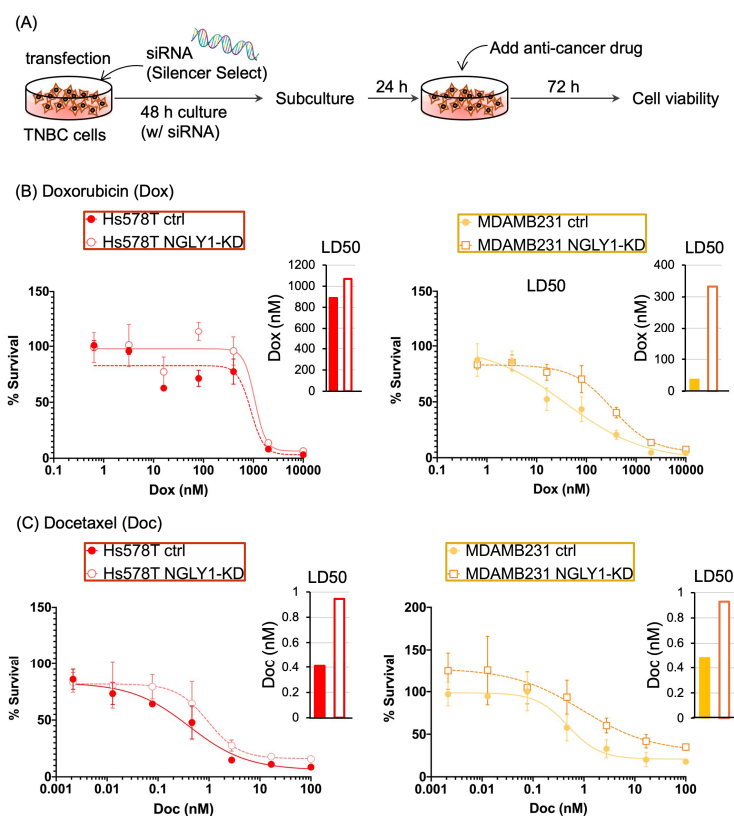 (A)
transfection
siRNA
(Silencer Select)
TNBC cells
48 h culture
(w/ siRNA)
Subculture
24 h
Add anti-cancer drug
72 h
Cell viability
(B) Doxorubicin (Dox)
Hs578T ctrl
Hs578T NGLY1-KD
LD50
1200
1000
800
600
400
200
0
Dox (nM)
150
100
50
0
% Survival
0.1
1
10
100
1000
10000
Dox (nM)
MDAMB231 ctrl
MDAMB231 NGLY1-KD
LD50
LD50
400
300
200
100
0
Dox (nM)
150
100
50
0
% Survival
0.1
1
10
100
1000
10000
Dox (nM)
(C) Docetaxel (Doc)
Hs578T ctrl
Hs578T NGLY1-KD
LD50
1
0.8
0.6
0.4
0.2
0
Doc (nM)
150
100
50
0
% Survival
0.001
0.01
0.1
1
10
100
Doc (nM)
MDAMB231 ctrl
MDAMB231 NGLY1-KD
LD50
1
0.8
0.6
0.4
0.2
0
Doc (nM)
200
150
100
50
0
% Survival
0.001
0.01
0.1
1
10
100
Doc (nM)